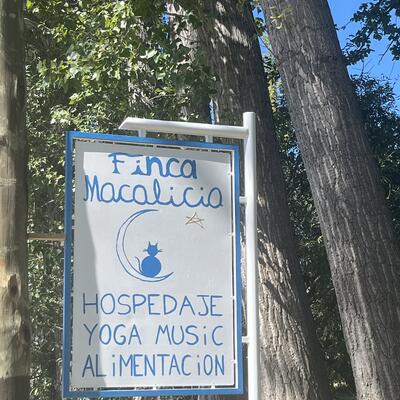 Finca
Macalicia
HOSPEDAJE
YOGA MUSIC
ALiMENTACION